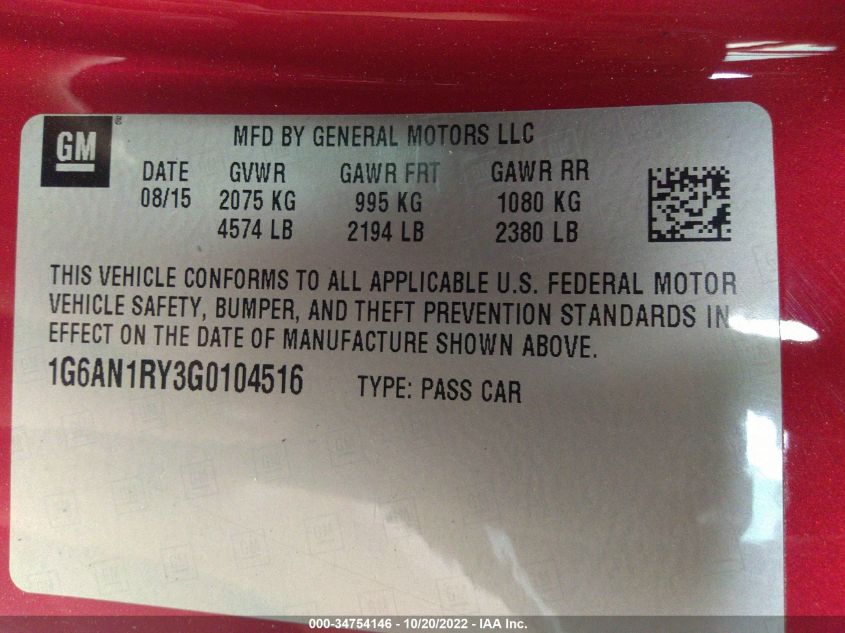 GM
MFD BY GENERAL MOTORS LLC
DATE GVWR GAWR FRT GAWR RR
08/15 2075 KG 995 KG 1080 KG
4574 LB 2194 LB 2380 LB
THIS VEHICLE CONFORMS TO ALL APPLICABLE U.S. FEDERAL MOTOR
VEHICLE SAFETY, BUMPER, AND THEFT PREVENTION STANDARDS IN
EFFECT ON THE DATE OF MANUFACTURE SHOWN ABOVE.
1G6AN1RY3G0104516 TYPE: PASS CAR
000-34754146 - 10/20/2022 - IAA Inc.